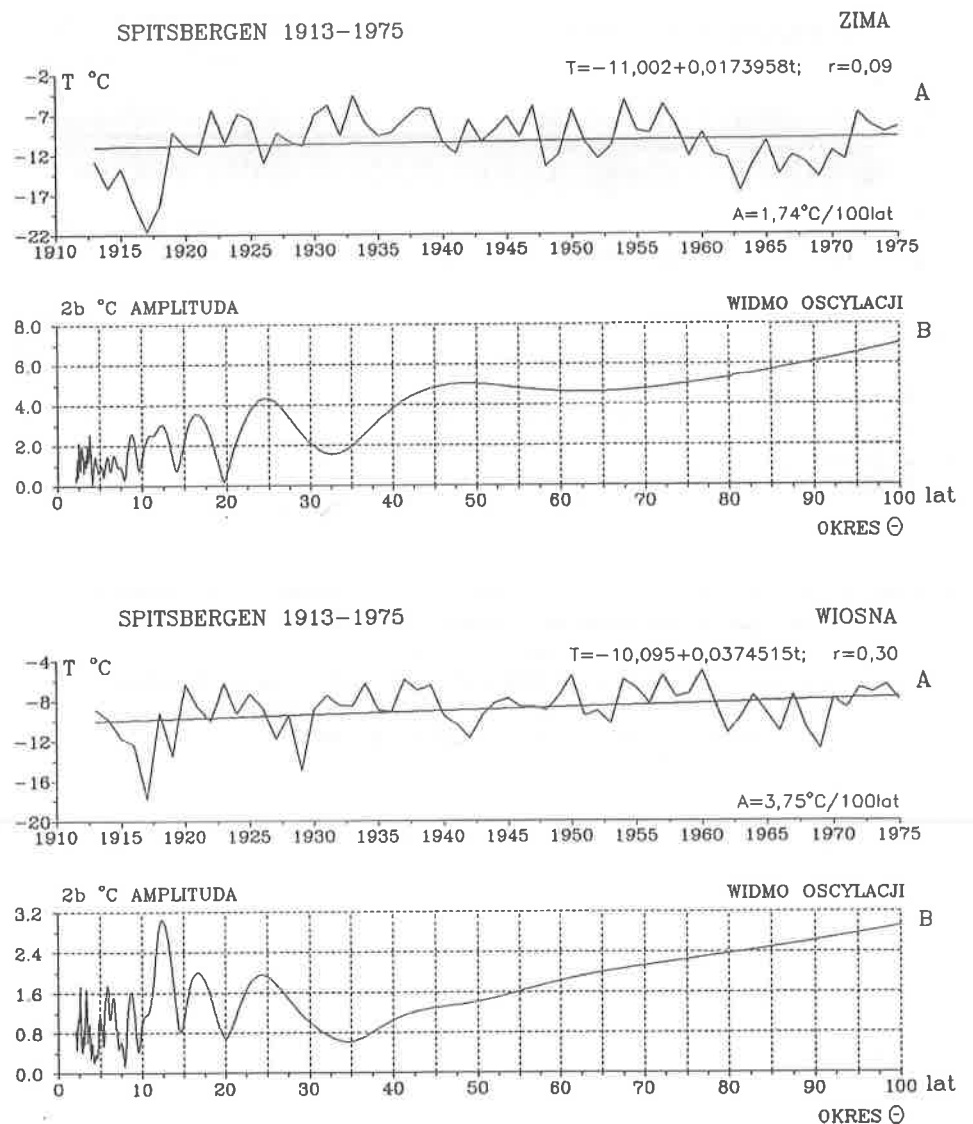 ZIMA
SPITSBERGEN 1913−1975
T=−11,002+0,0173958t; r=0,09
T °C
A
−2
−7
−12
−17
−22
A=1,74°C/100lat
1910 1915 1920 1925 1930 1935 1940 1945 1950 1955 1960 1965 1970 1975
2b °C AMPLITUDA
WIDMO OSCYLACJI
B
8.0
6.0
4.0
2.0
0.0
0 10 20 30 40 50 60 70 80 90 100 lat
OKRES Θ
SPITSBERGEN 1913−1975
WIOSNA
T=−10,095+0,0374515t; r=0,30
T °C
A
−4
−8
−12
−16
−20
A=3,75°C/100lat
1910 1915 1920 1925 1930 1935 1940 1945 1950 1955 1960 1965 1970 1975
2b °C AMPLITUDA
WIDMO OSCYLACJI
B
3.2
2.4
1.6
0.8
0.0
0 10 20 30 40 50 60 70 80 90 100 lat
OKRES Θ